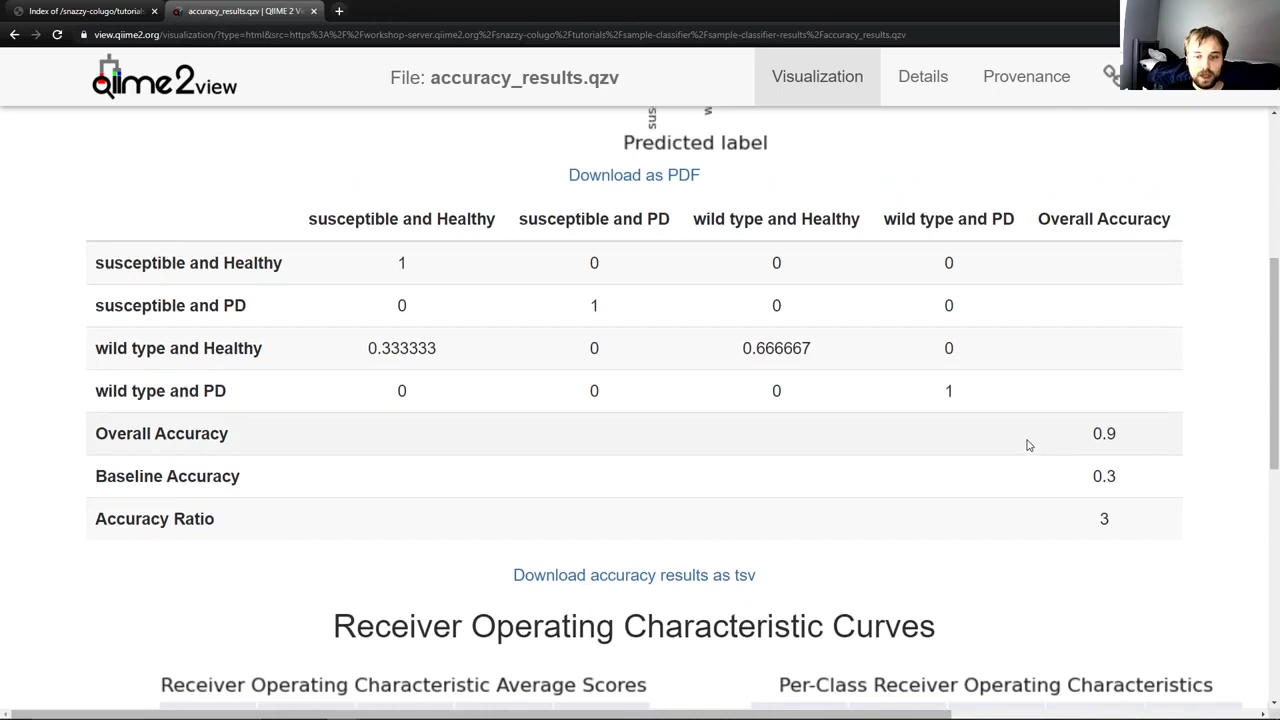 Index of /snazzy-colugo/tutorial × accuracy_results.qzv | QIIME 2 V × +
view.qiime2.org/visualization/?type=html&src=https%3A%2F%2Fworkshop-server.qiime2.org%2Fsnazzy-colugo%2Ftutorials%2Fsample-classifier%2Fsample-classifier-results%2Faccuracy_results.qzv
qiime2view File: accuracy_results.qzv Visualization Details Provenance
sus w
Predicted label
Download as PDF
susceptible and Healthy susceptible and PD wild type and Healthy wild type and PD Overall Accuracy
susceptible and Healthy 1 0 0 0
susceptible and PD 0 1 0 0
wild type and Healthy 0.333333 0 0.666667 0
wild type and PD 0 0 0 1
Overall Accuracy 0.9
Baseline Accuracy 0.3
Accuracy Ratio 3
Download accuracy results as tsv
Receiver Operating Characteristic Curves
Receiver Operating Characteristic Average Scores Per-Class Receiver Operating Characteristics